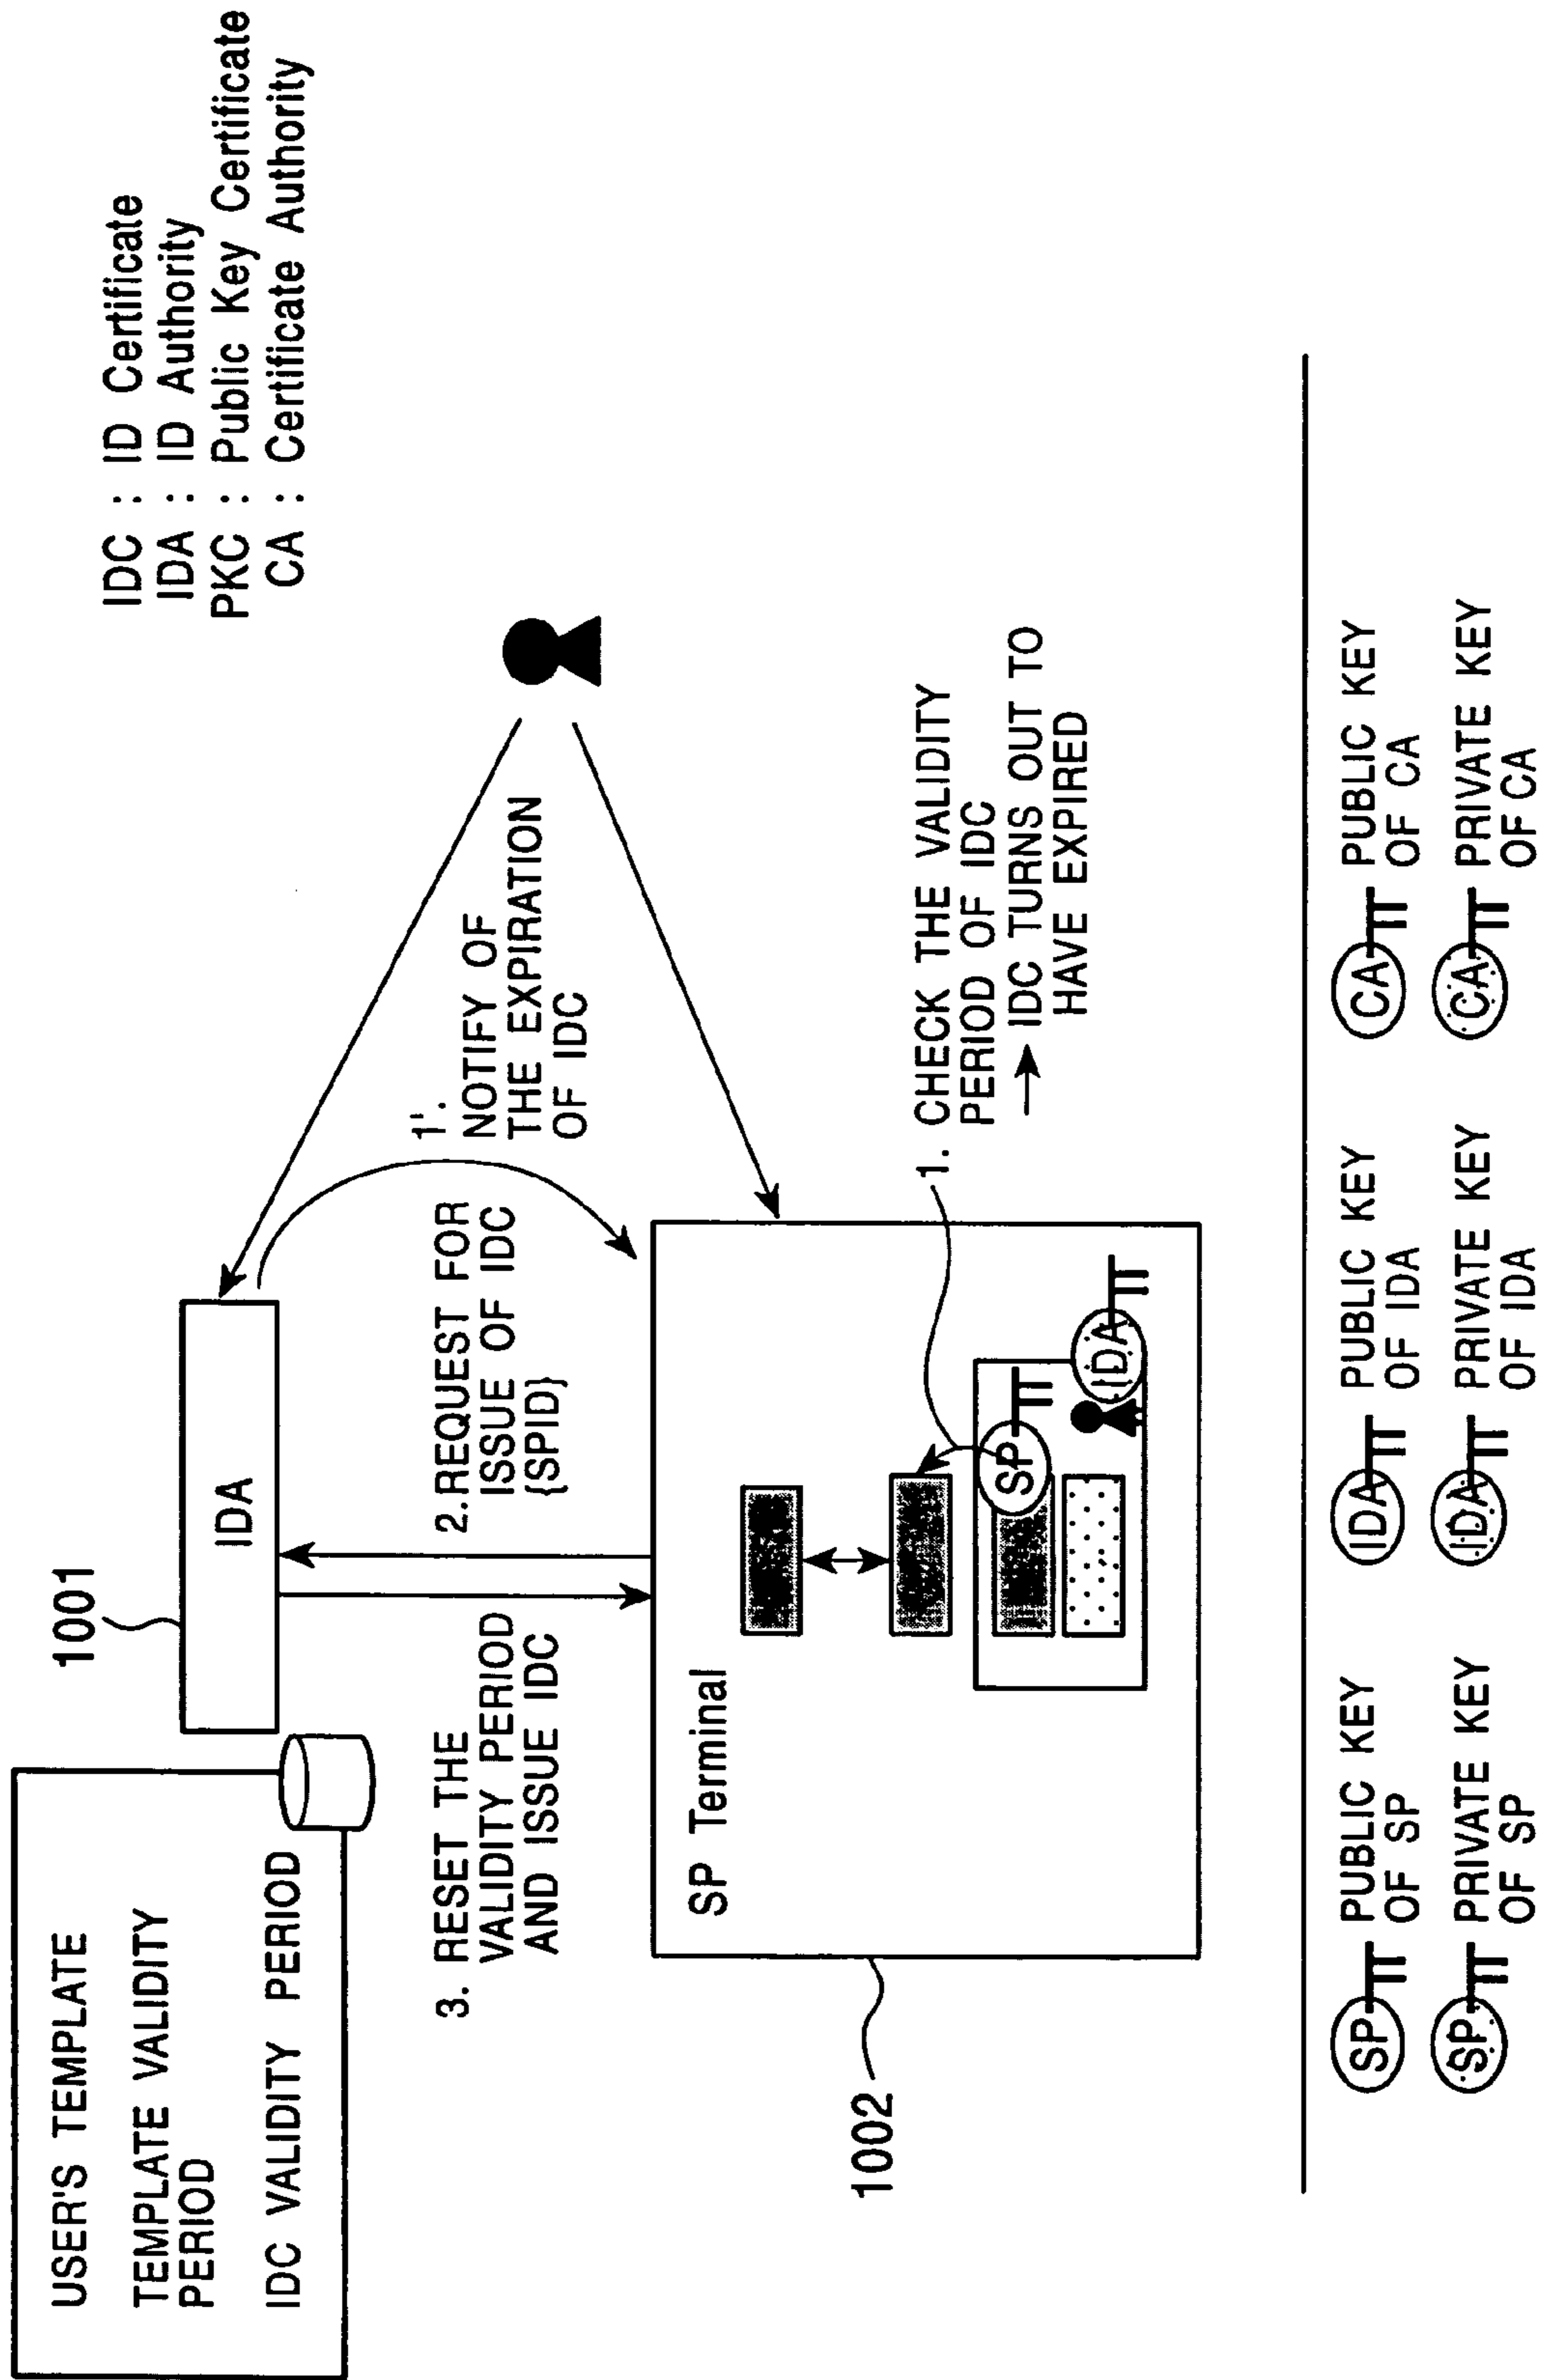 USER'S TEMPLATE
TEMPLATE VALIDITY
PERIOD
IDC VALIDITY PERIOD
1001
IDA
IDC : ID Certificate
IDA : ID Authority
PKC : Public Key Certificate
CA : Certificate Authority
3. RESET THE
VALIDITY PERIOD
AND ISSUE IDC
2.REQUEST FOR
ISSUE OF IDC
{SPID}
1'.
NOTIFY OF
THE EXPIRATION
OF IDC
1002
SP Terminal
SP
IDA
1. CHECK THE VALIDITY
PERIOD OF IDC
IDC TURNS OUT TO
HAVE EXPIRED
SP PUBLIC KEY
OF SP
IDA PUBLIC KEY
OF IDA
CA PUBLIC KEY
OF CA
SP PRIVATE KEY
OF SP
IDA PRIVATE KEY
OF IDA
CA PRIVATE KEY
OF CA